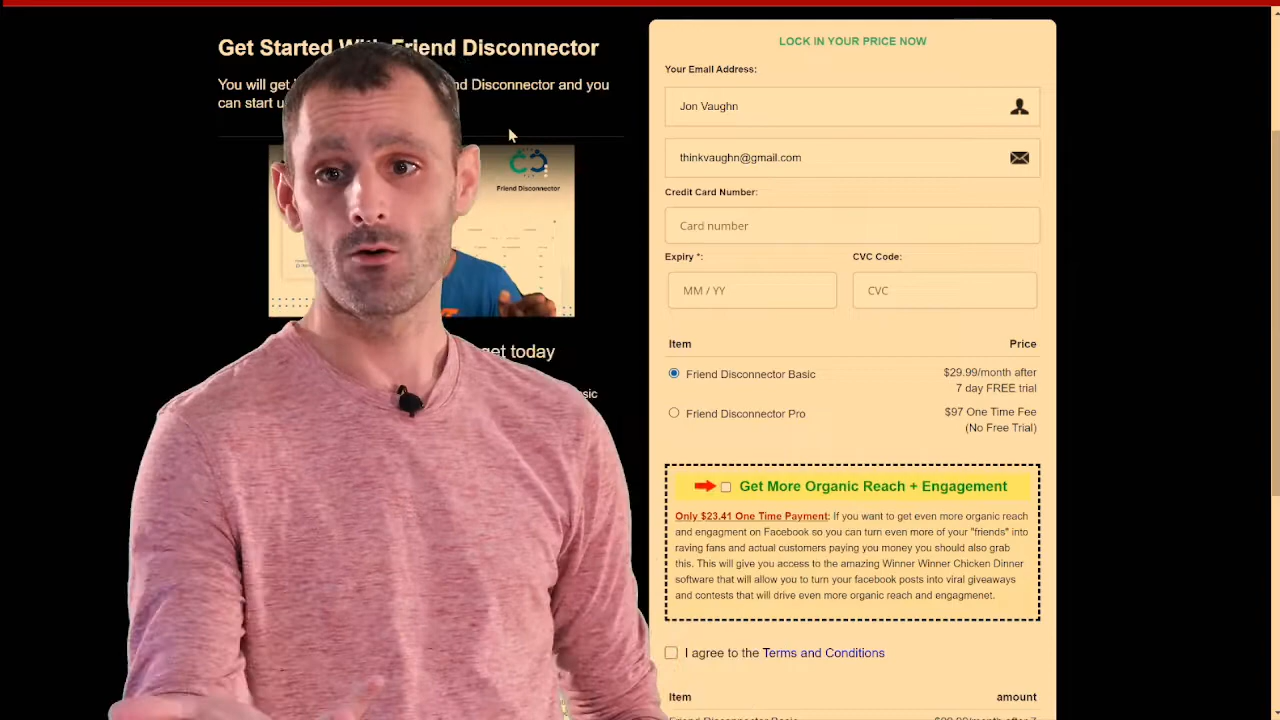 Get Started With Friend Disconnector
You will get Friend Disconnector and you
can start u
Friend Disconnector
get today
LOCK IN YOUR PRICE NOW
Your Email Address:
Jon Vaughn
thinkvaughn@gmail.com
Credit Card Number:
Card number
Expiry *:
CVC Code:
MM / YY
CVC
Item Price
Friend Disconnector Basic $29.99/month after
7 day FREE trial
Friend Disconnector Pro $97 One Time Fee
(No Free Trial)
Get More Organic Reach + Engagement
Only $23.41 One Time Payment: If you want to get even more organic reach
and engagment on Facebook so you can turn even more of your "friends" into
raving fans and actual customers paying you money you should also grab
this. This will give you access to the amazing Winner Winner Chicken Dinner
software that will allow you to turn your facebook posts into viral giveaways
and contests that will drive even more organic reach and engagmenet.
I agree to the Terms and Conditions
Item amount